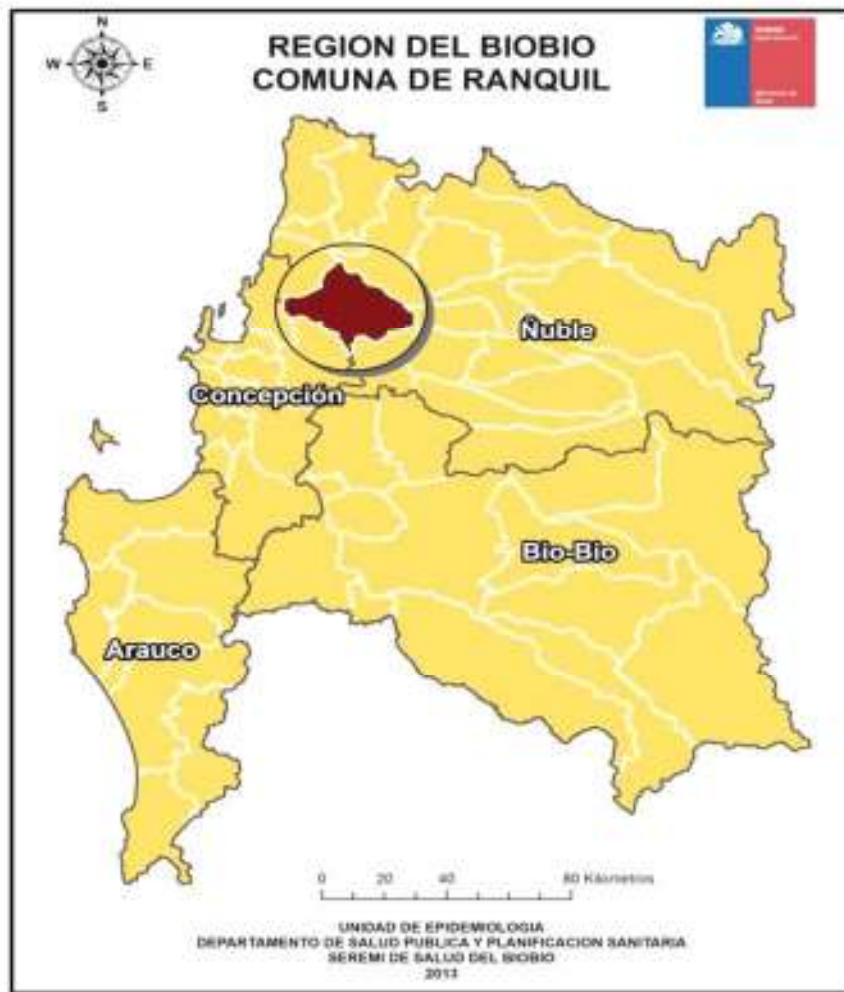 N
W E
S
REGION DEL BIOBIO
COMUNA DE RANQUIL
Ñuble
Concepción
Bio-Bio
Arauco
0 20 40 80 Kilometros
UNIDAD DE EPIDEMIOLOGIA
DEPARTAMENTO DE SALUD PUBLICA Y PLANIFICACION SANITARIA
SEREMI DE SALUD DEL BIOBIO
2013